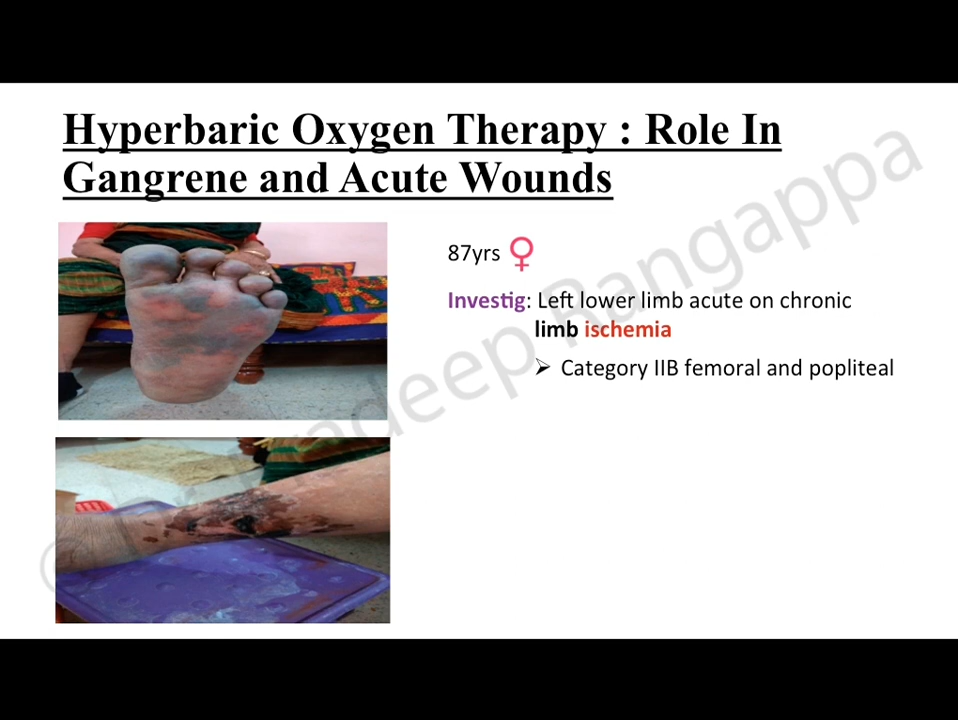 Hyperbaric Oxygen Therapy : Role In
Gangrene and Acute Wounds
87yrs ♀
Investig: Left lower limb acute on chronic
limb ischemia
➢ Category IIB femoral and popliteal
Rangappa